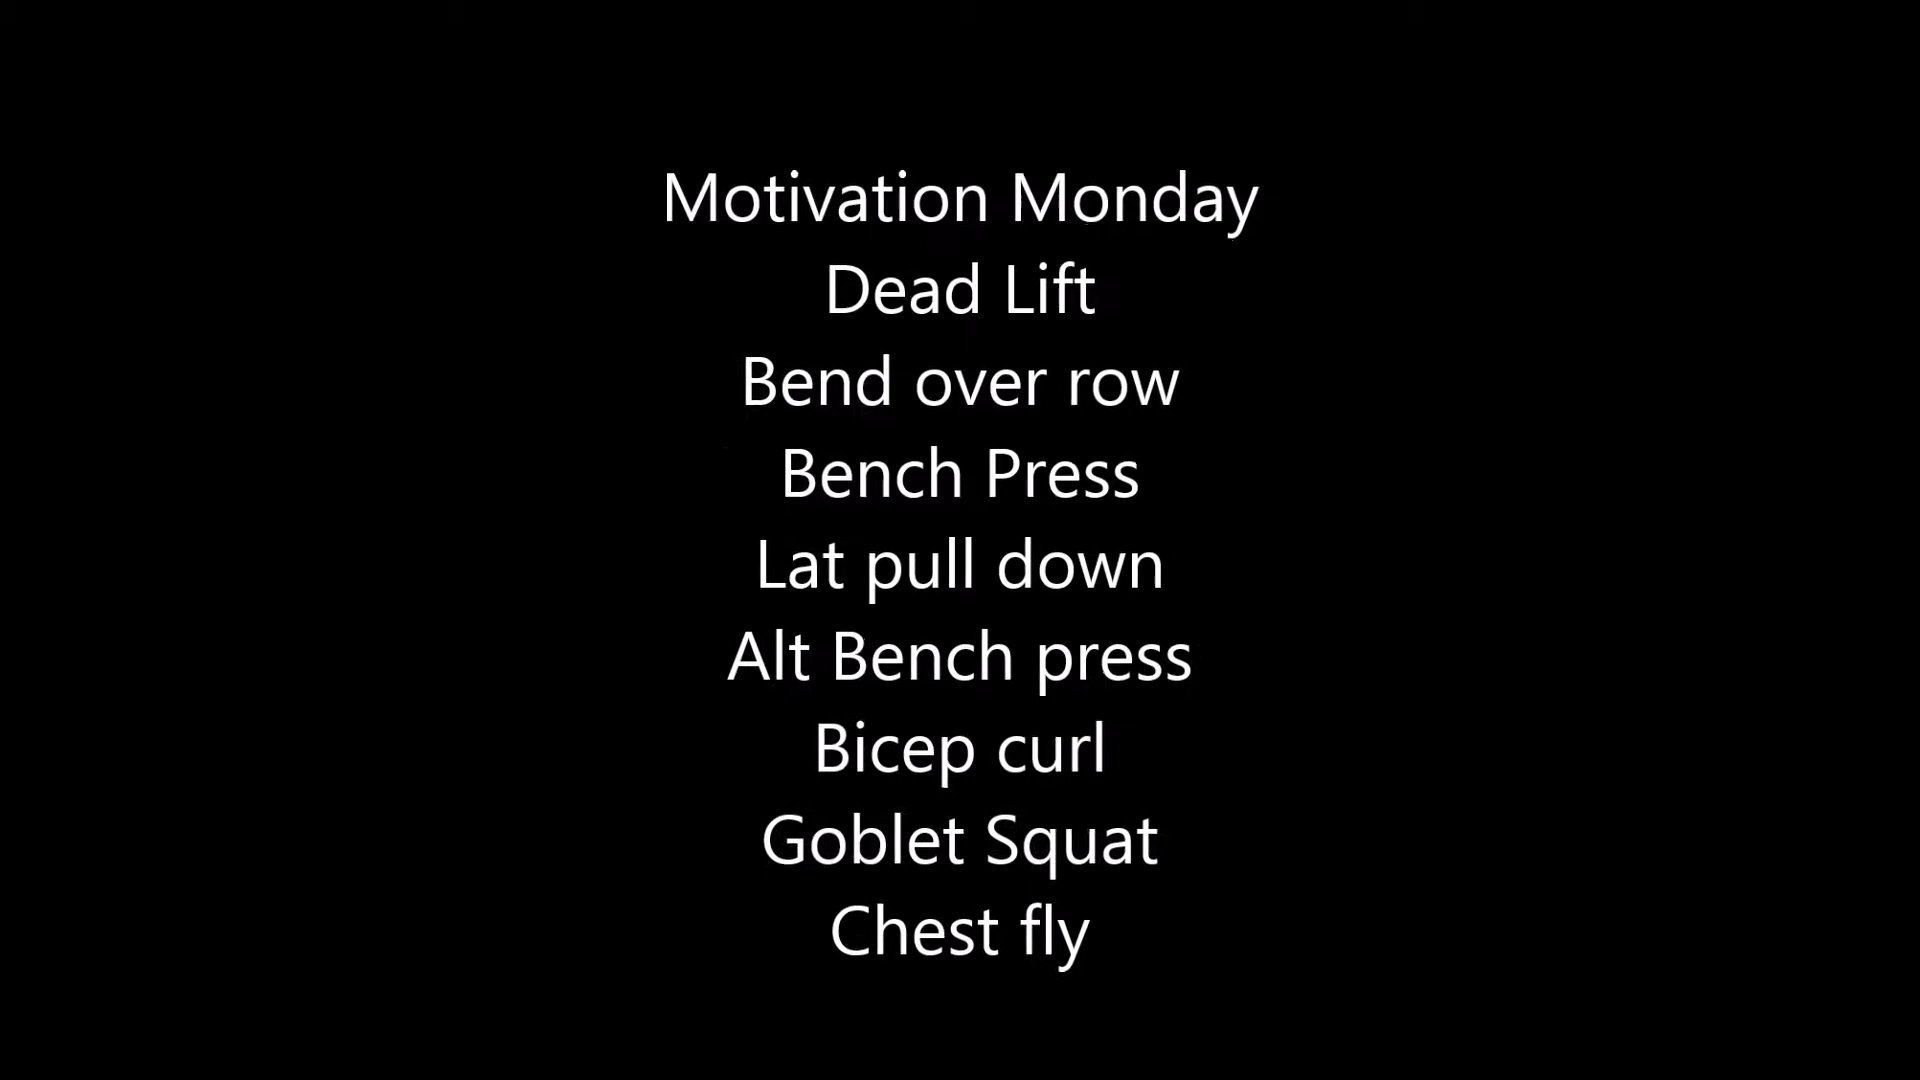 Motivation Monday
Dead Lift
Bend over row
Bench Press
Lat pull down
Alt Bench press
Bicep curl
Goblet Squat
Chest fly